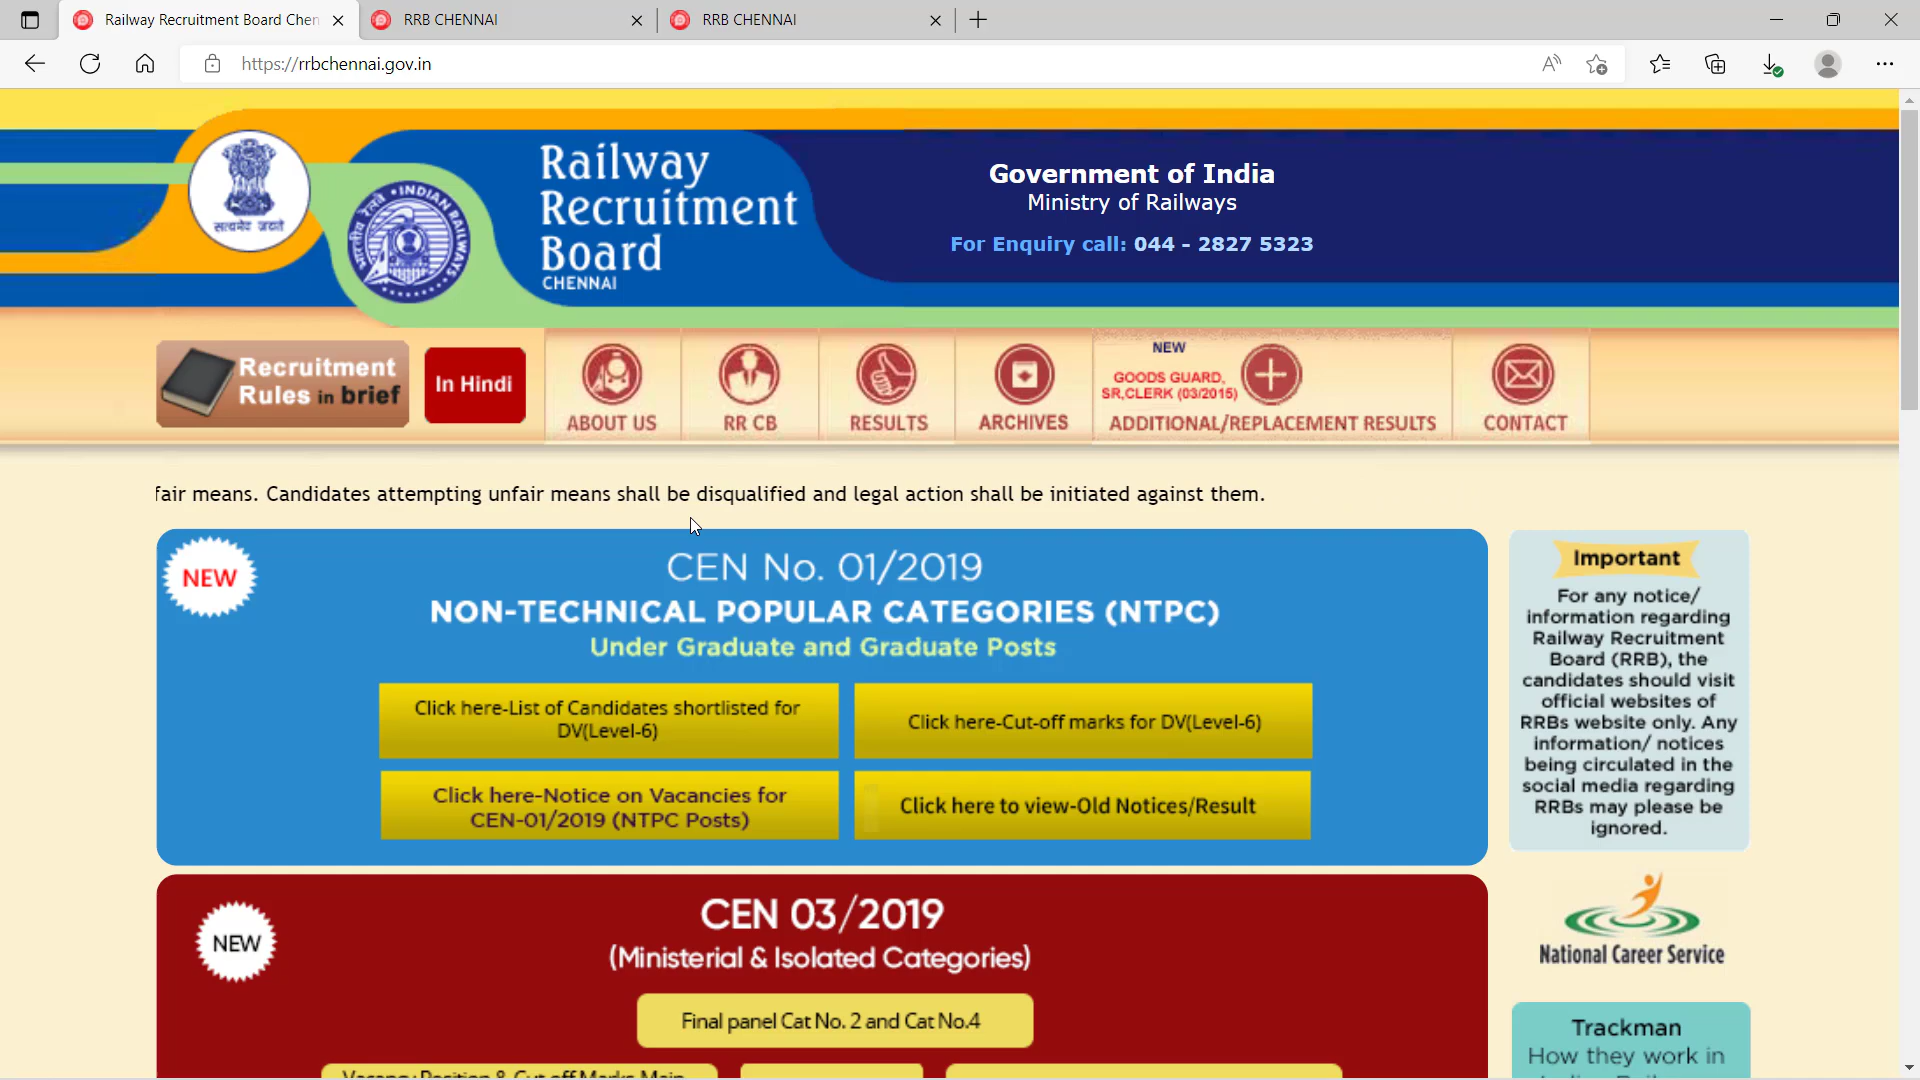 Railway Recruitment Board Chen
RRB CHENNAI
RRB CHENNAI
https://rrbchennai.gov.in
सत्यमेव जयते
INDIAN RAILWAYS
भारतीय रेल
Railway
Recruitment
Board
CHENNAI
Government of India
Ministry of Railways
For Enquiry call: 044 - 2827 5323
Recruitment
Rules in brief
In Hindi
ABOUT US
RR CB
RESULTS
ARCHIVES
NEW
GOODS GUARD,
SR,CLERK (03/2015)
ADDITIONAL/REPLACEMENT RESULTS
CONTACT
fair means. Candidates attempting unfair means shall be disqualified and legal action shall be initiated against them.
NEW
CEN No. 01/2019
NON-TECHNICAL POPULAR CATEGORIES (NTPC)
Under Graduate and Graduate Posts
Click here-List of Candidates shortlisted for
DV(Level-6)
Click here-Cut-off marks for DV(Level-6)
Click here-Notice on Vacancies for
CEN-01/2019 (NTPC Posts)
Click here to view-Old Notices/Result
Important
For any notice/
information regarding
Railway Recruitment
Board (RRB), the
candidates should visit
official websites of
RRBs website only. Any
information/ notices
being circulated in the
social media regarding
RRBs may please be
ignored.
NEW
CEN 03/2019
(Ministerial & Isolated Categories)
Final panel Cat No. 2 and Cat No.4
Vacancy Position & Cut off Marks Main
National Career Service
Trackman
How they work in